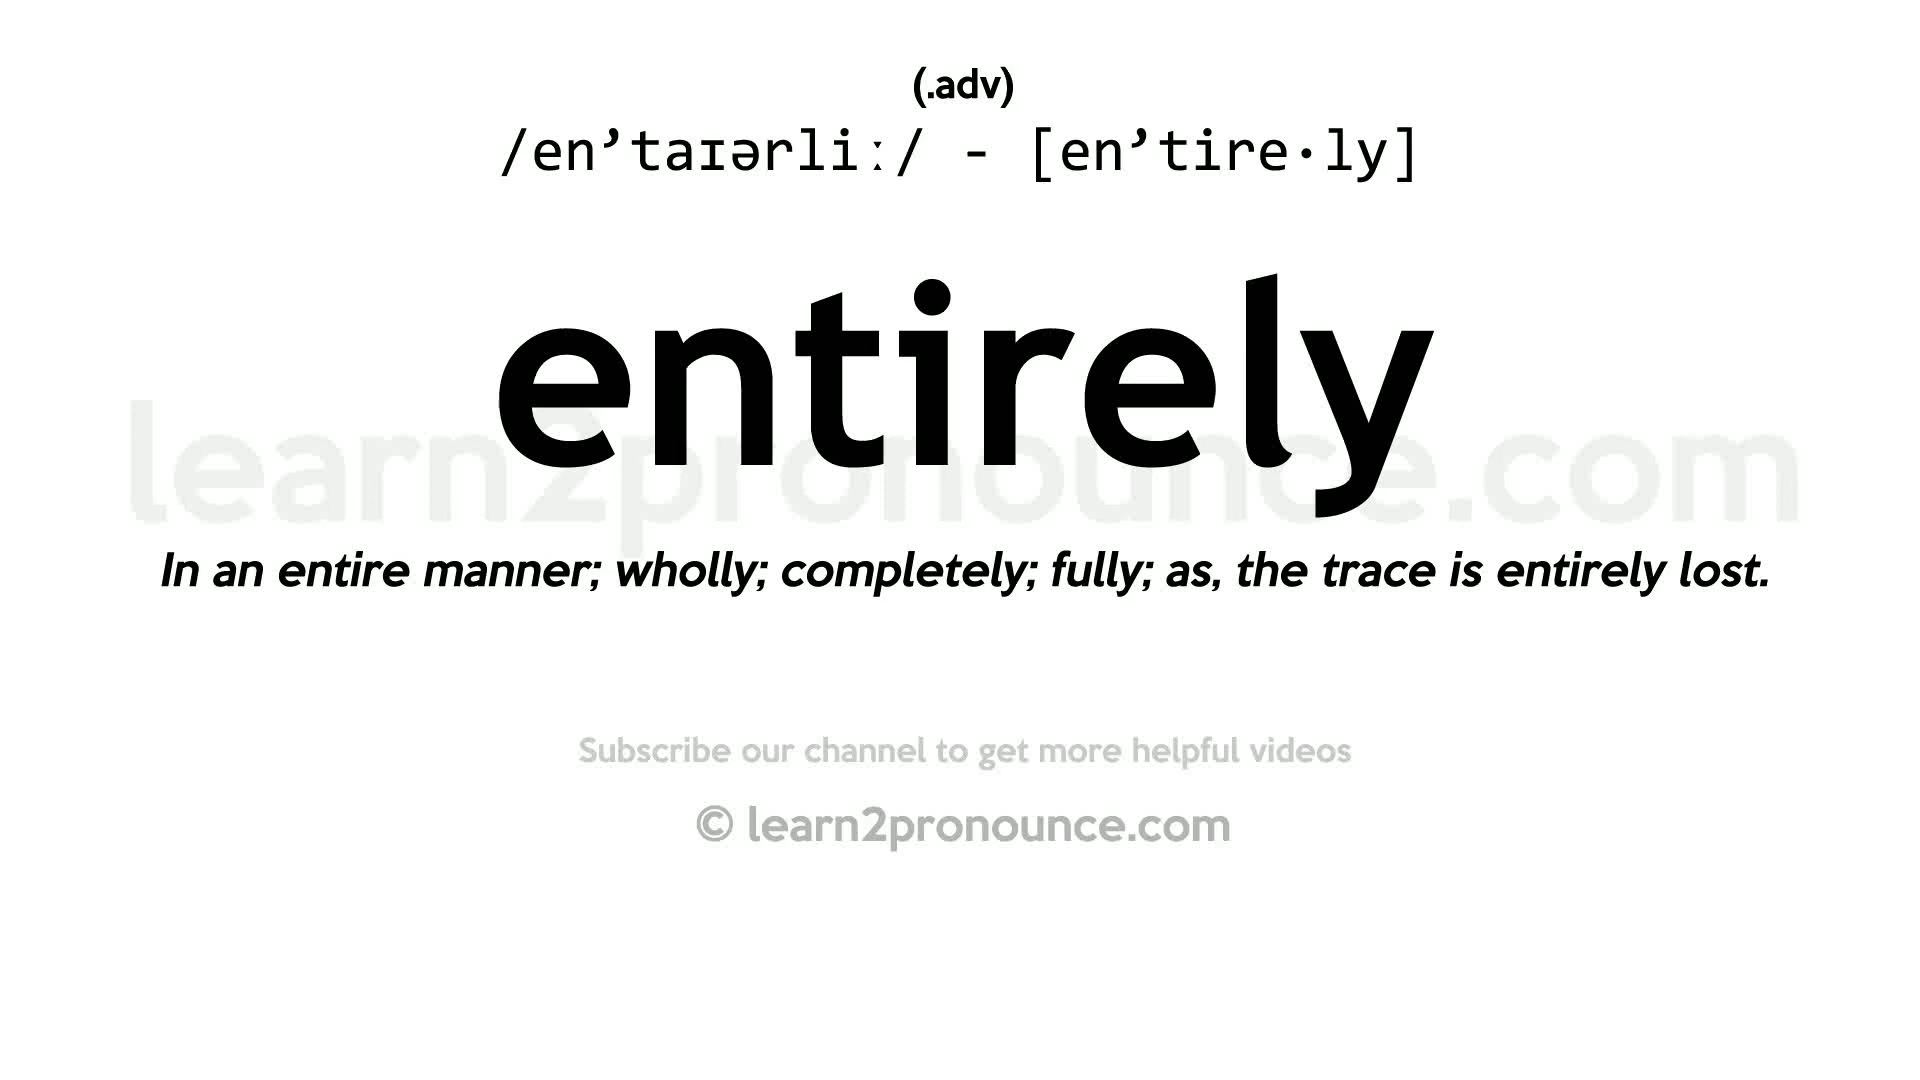 (.adv)
/en’taɪərliː/ - [en’tire·ly]
entirely
learn2pronounce.com
In an entire manner; wholly; completely; fully; as, the trace is entirely lost.
Subscribe our channel to get more helpful videos
© learn2pronounce.com